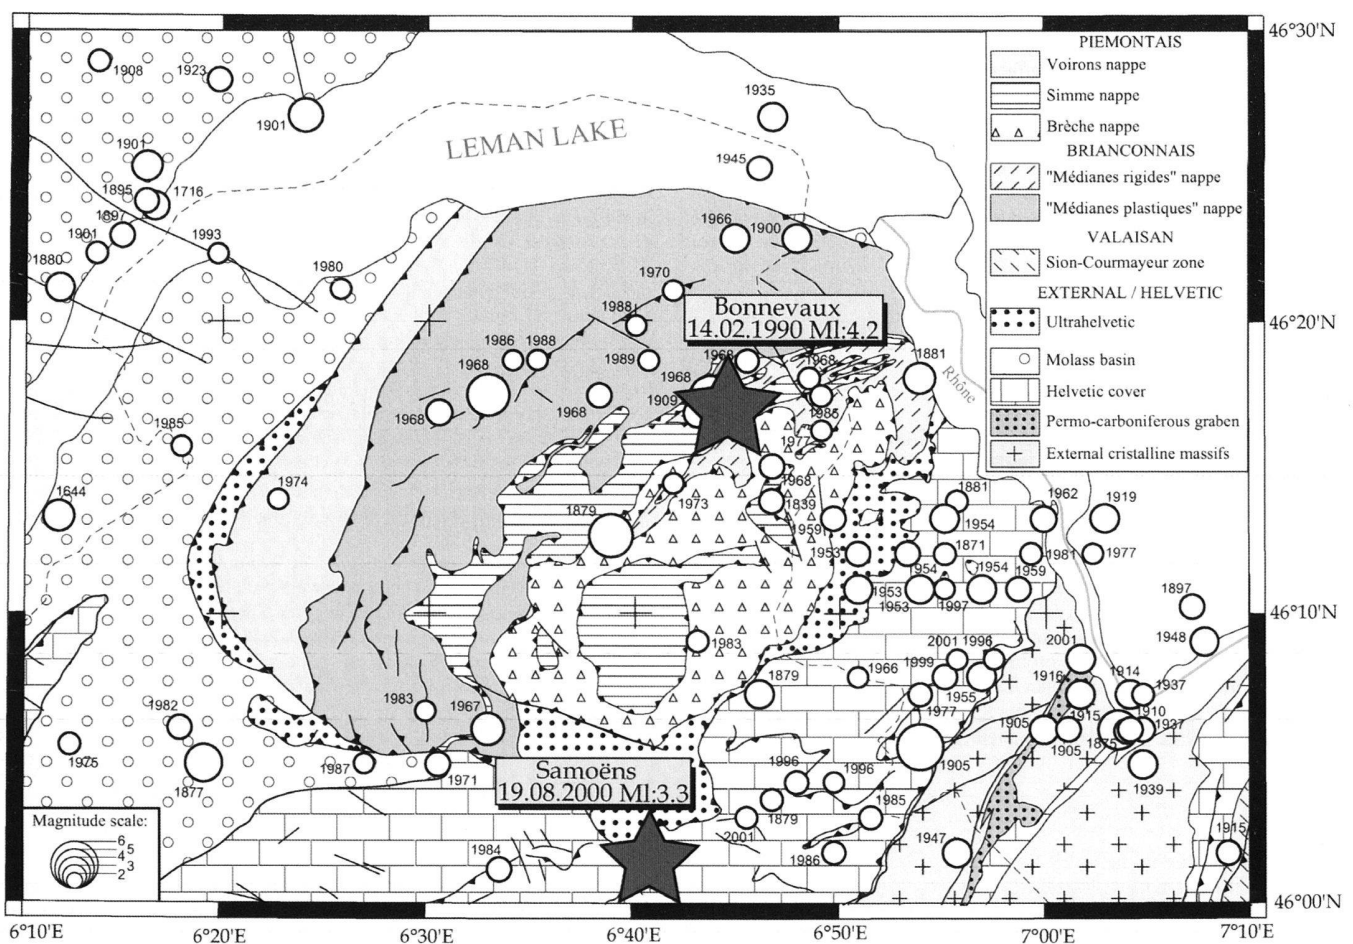 46°30'N
PIEMONTAIS
Voirons nappe
Simme nappe
Brèche nappe
BRIANCONNAIS
"Médianes rigides" nappe
"Médianes plastiques" nappe
VALAISAN
Sion-Courmayeur zone
EXTERNAL / HELVETIC
Ultrahelvetic
Molass basin
Helvetic cover
Permo-carboniferous graben
External cristalline massifs
1908
1923
1901
1935
LEMAN LAKE
1901
1945
1895
1716
1897
1966
1900
1901
1993
1880
1980
1970
Bonnevaux
14.02.1990 Ml:4.2
1988
46°20'N
1986
1988
1989
1968
1968
1881
Rhône
1968
1968
1909
1968
1968
1985
1985
1977
1974
1968
1973
1839
1881
1962
1919
1644
1879
1959
1954
1953
1871
1981
1977
1954
1954
1959
1953
1953
1997
1897
46°10'N
1948
1983
2001
1996
2001
1966
1999
1879
1916
1914
1937
1955
1983
1967
1977
1982
1905
1915
1910
1937
1975
1905
1875
1877
1987
1971
1905
1939
Samoëns
19.08.2000 Ml:3.3
1996
1996
1879
1985
2001
1947
1915
1984
1986
Magnitude scale:
6
5
4
3
2
46°00'N
6°10'E
6°20'E
6°30'E
6°40'E
6°50'E
7°00'E
7°10'E